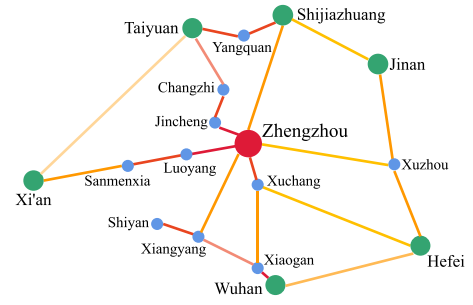 Shijiazhuang
Taiyuan
Yangquan
Jinan
Changzhi
Jincheng
Zhengzhou
Luoyang
Xuzhou
Sanmenxia
Xuchang
Xi'an
Shiyan
Xiangyang
Xiaogan
Hefei
Wuhan